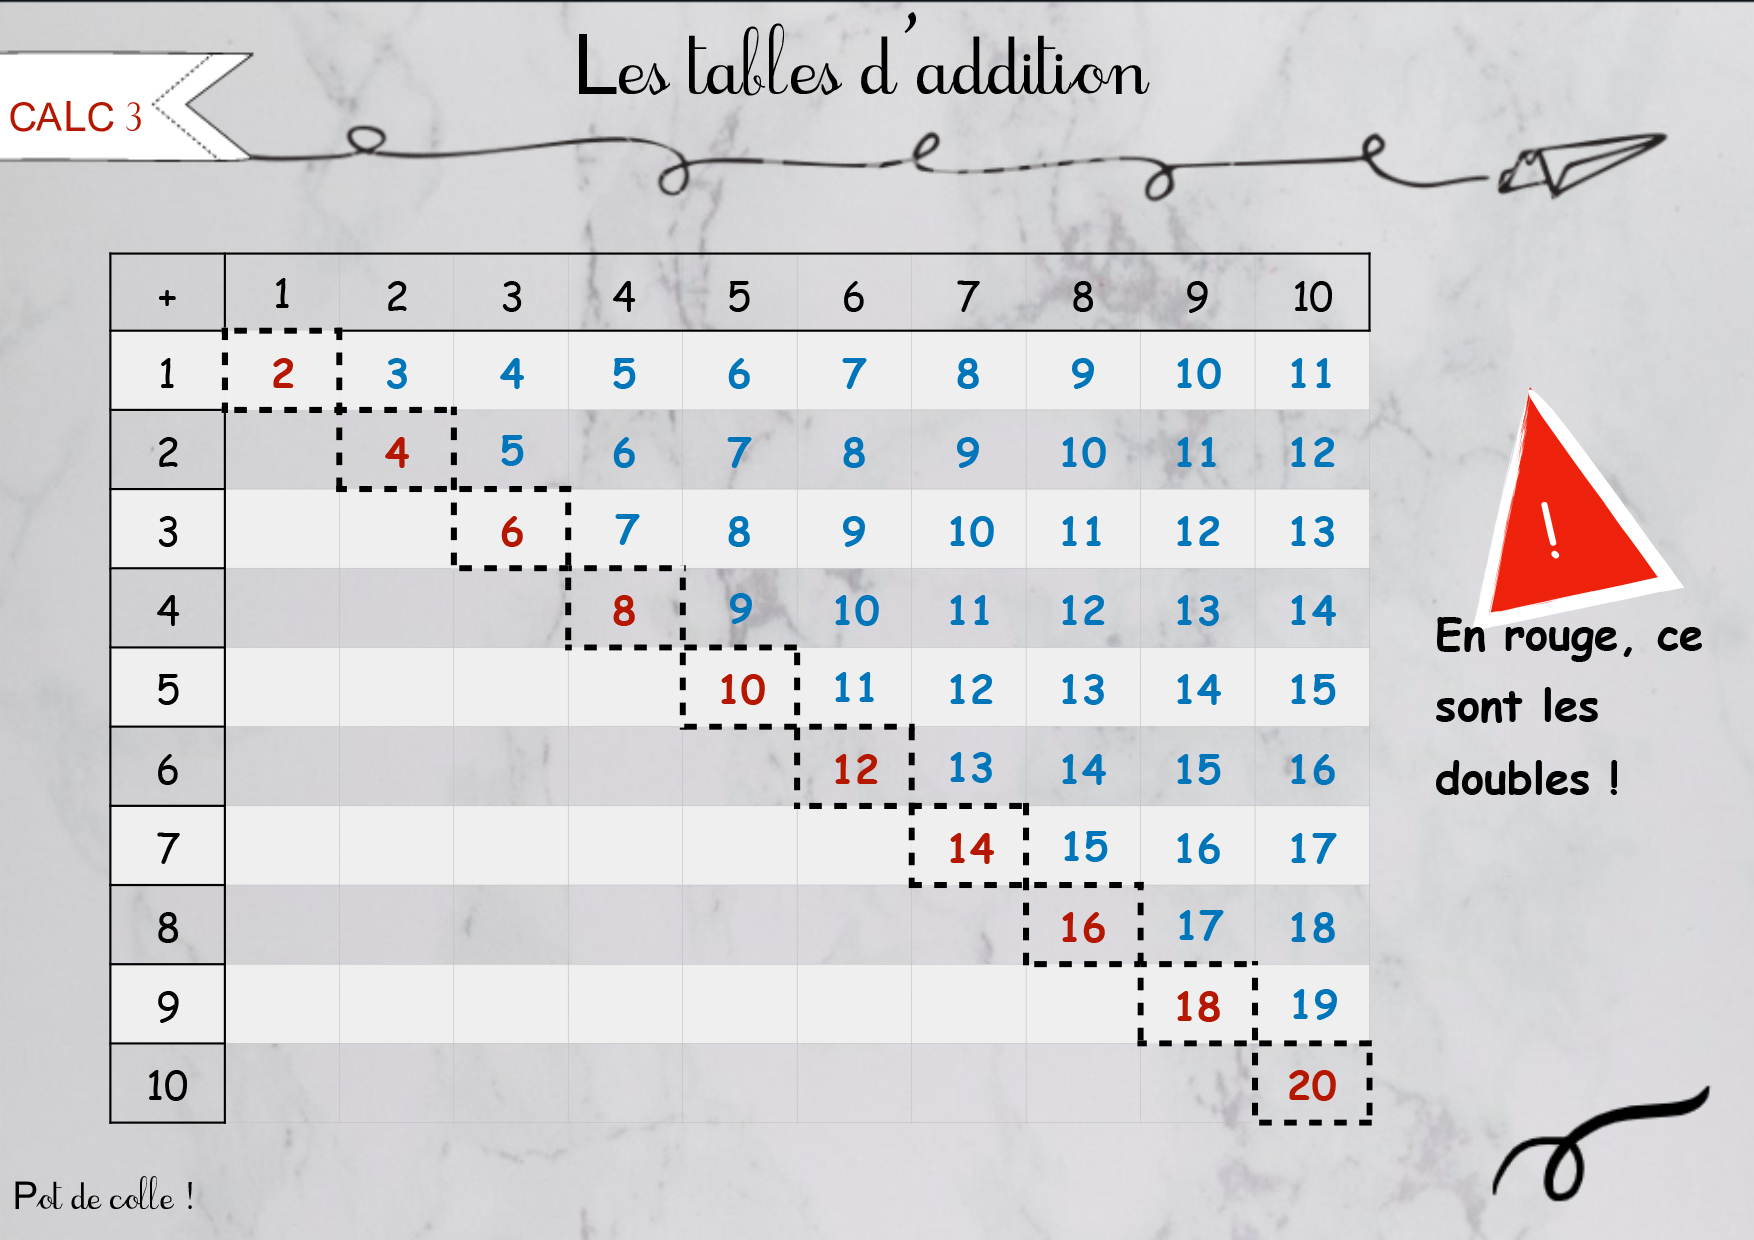 Les tables d'addition
CALC 3
+ 1 2 3 4 5 6 7 8 9 10
1 2 3 4 5 6 7 8 9 10 11
2 4 5 6 7 8 9 10 11 12
3 6 7 8 9 10 11 12 13
4 8 9 10 11 12 13 14
5 10 11 12 13 14 15
6 12 13 14 15 16
7 14 15 16 17
8 16 17 18
9 18 19
10 20
!
En rouge, ce
sont les
doubles !
Pot de colle !